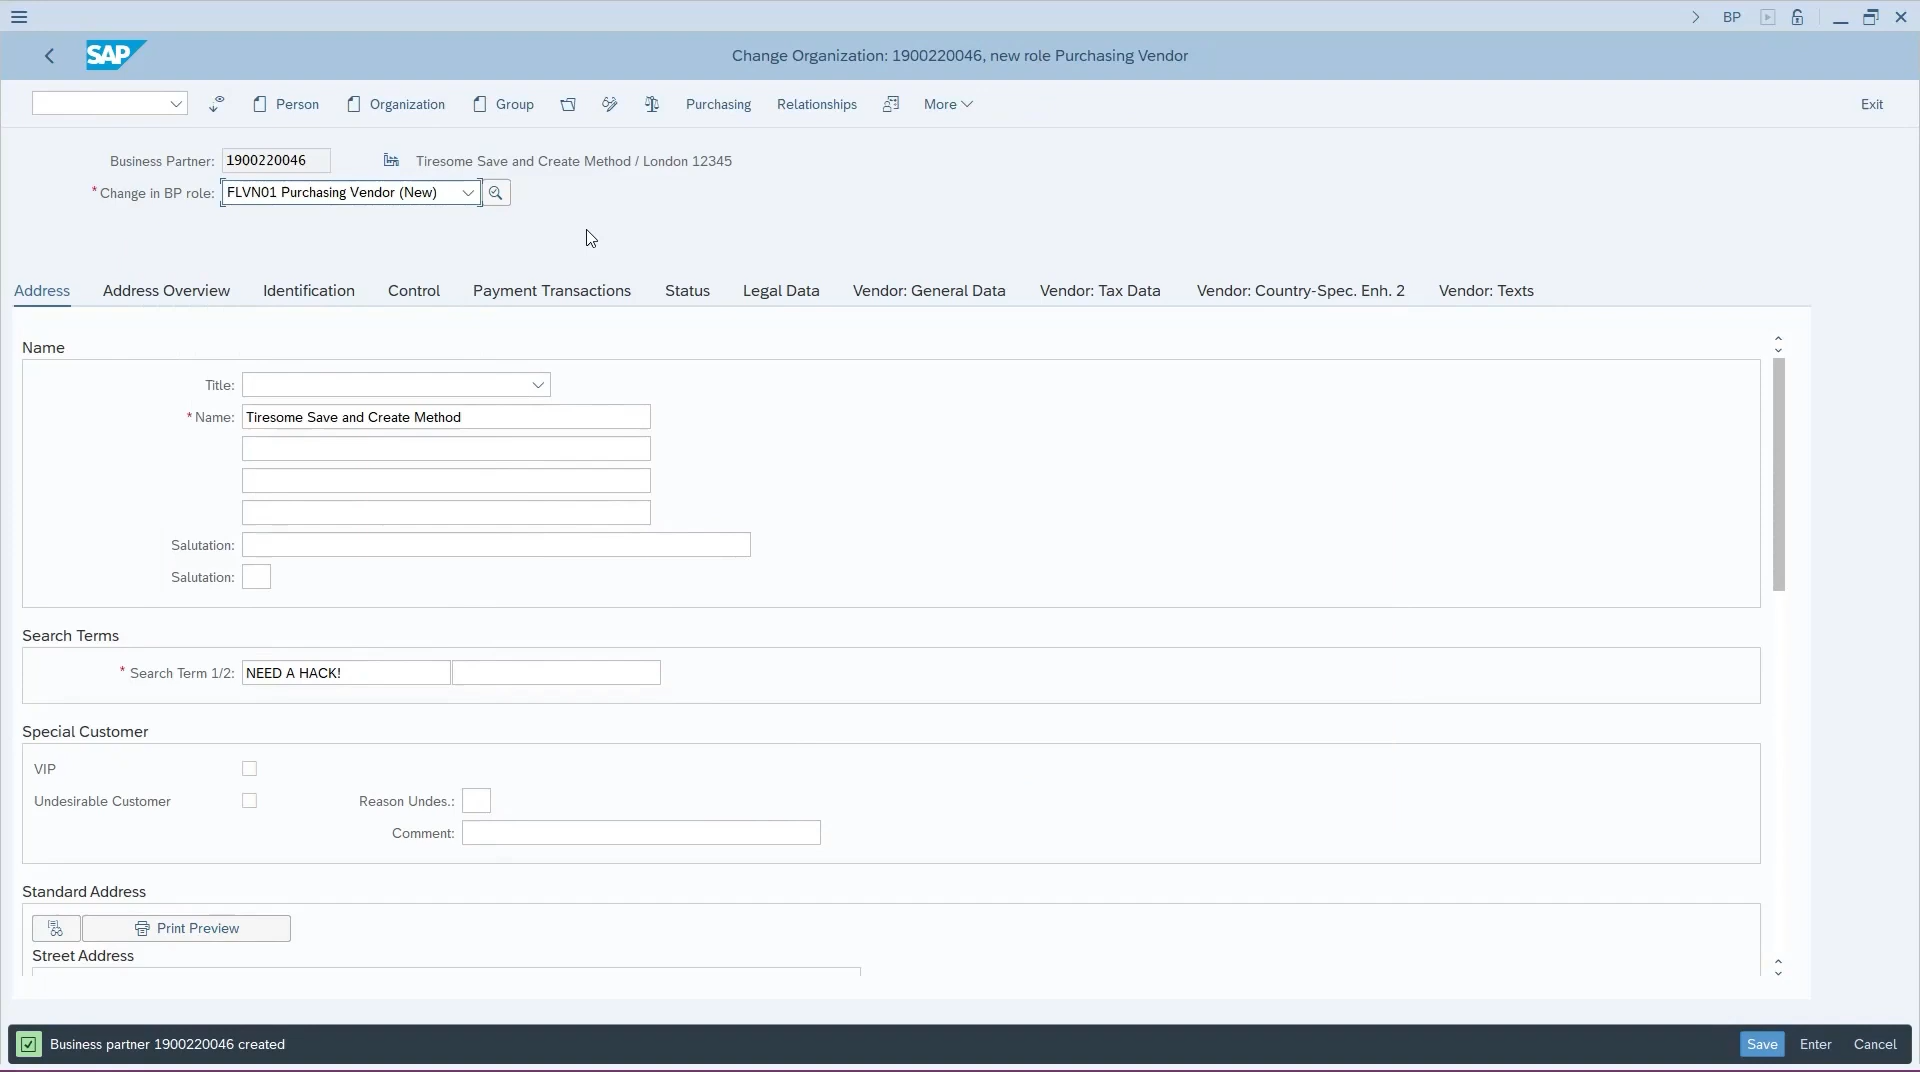 BP
SAP
Change Organization: 1900220046, new role Purchasing Vendor
Person Organization Group Purchasing Relationships More Exit
Business Partner: 1900220046 Tiresome Save and Create Method / London 12345
* Change in BP role: FLVN01 Purchasing Vendor (New)
Address Address Overview Identification Control Payment Transactions Status Legal Data Vendor: General Data Vendor: Tax Data Vendor: Country-Spec. Enh. 2 Vendor: Texts
Name
Title:
* Name: Tiresome Save and Create Method
Salutation:
Salutation:
Search Terms
* Search Term 1/2: NEED A HACK!
Special Customer
VIP
Undesirable Customer Reason Undes.:
Comment:
Standard Address
Print Preview
Street Address
Business partner 1900220046 created Save Enter Cancel